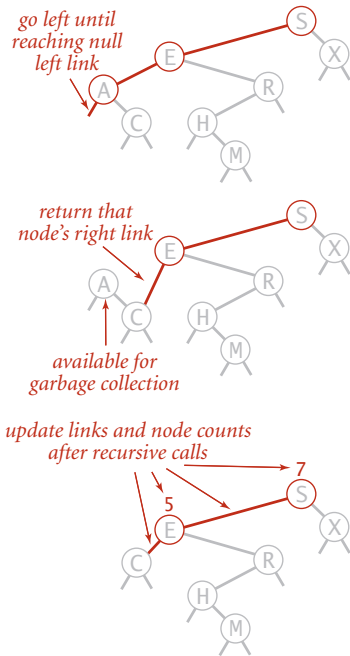 go left until
reaching null
left link
S
X
E
A
R
C
H
M
return that
node's right link
S
X
E
A
R
C
H
M
available for
garbage collection
update links and node counts
after recursive calls
7
5
S
X
E
C
R
H
M